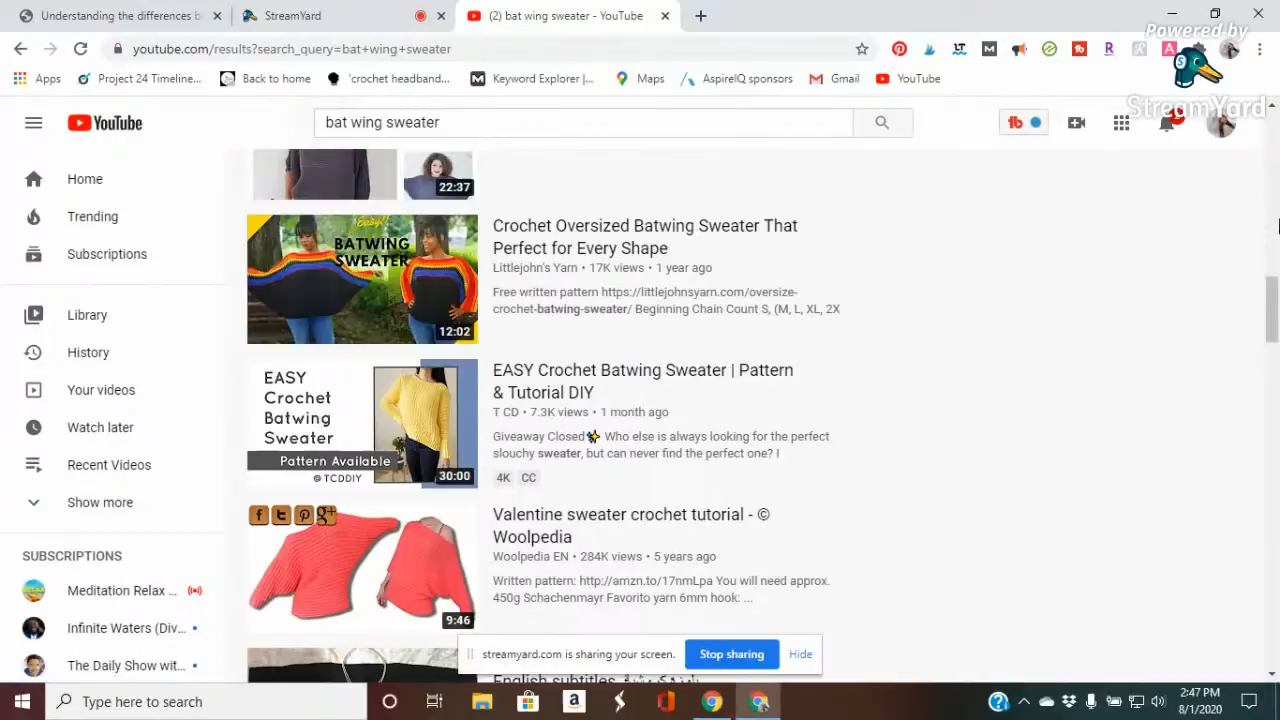 Understanding the differences b
StreamYard
(2) bat wing sweater - YouTube
youtube.com/results?search_query=bat+wing+sweater
Powered by
StreamYard
Apps
Project 24 Timeline...
Back to home
'crochet headband...
Keyword Explorer |...
Maps
AspireIQ sponsors
Gmail
YouTube
YouTube
bat wing sweater
Home
Trending
Subscriptions
Library
History
Your videos
Watch later
Recent Videos
Show more
SUBSCRIPTIONS
Meditation Relax ...
Infinite Waters (Div...
The Daily Show wit...
22:37
Easy!!
BATWING
SWEATER
12:02
Crochet Oversized Batwing Sweater That
Perfect for Every Shape
Littlejohn's Yarn • 17K views • 1 year ago
Free written pattern https://littlejohnsyarn.com/oversize-
crochet-batwing-sweater/ Beginning Chain Count S, (M, L, XL, 2X
EASY
Crochet
Batwing
Sweater
Pattern Available
@TCDDIY
30:00
EASY Crochet Batwing Sweater | Pattern
& Tutorial DIY
T CD • 7.3K views • 1 month ago
Giveaway Closed✨ Who else is always looking for the perfect
slouchy sweater, but can never find the perfect one? I
4K CC
9:46
Valentine sweater crochet tutorial - ©
Woolpedia
Woolpedia EN • 284K views • 5 years ago
Written pattern: http://amzn.to/17nmLpa You will need approx.
450g Schachenmayr Favorito yarn 6mm hook: ...
English subtitles
streamyard.com is sharing your screen.
Stop sharing
Hide
Type here to search
2:47 PM
8/1/2020